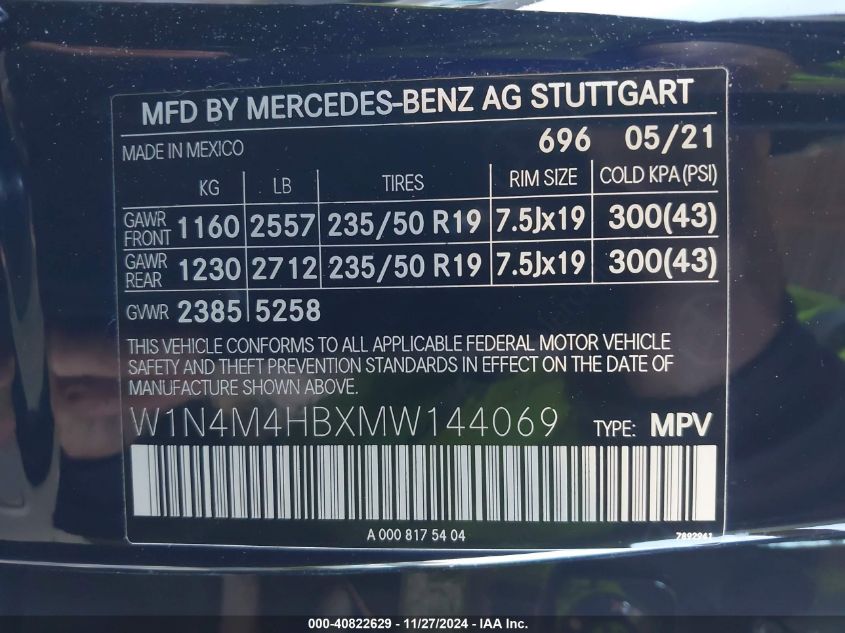 MFD BY MERCEDES-BENZ AG STUTTGART
MADE IN MEXICO 696 05/21
KG LB TIRES RIM SIZE COLD KPA (PSI)
GAWR FRONT 1160 2557 235/50 R19 7.5Jx19 300(43)
GAWR REAR 1230 2712 235/50 R19 7.5Jx19 300(43)
GVWR 2385 5258
THIS VEHICLE CONFORMS TO ALL APPLICABLE FEDERAL MOTOR VEHICLE
SAFETY AND THEFT PREVENTION STANDARDS IN EFFECT ON THE DATE OF
MANUFACTURE SHOWN ABOVE.
W1N4M4HBXMW144069 TYPE: MPV
A 000 817 54 04
000-40822629 - 11/27/2024 - IAA Inc.